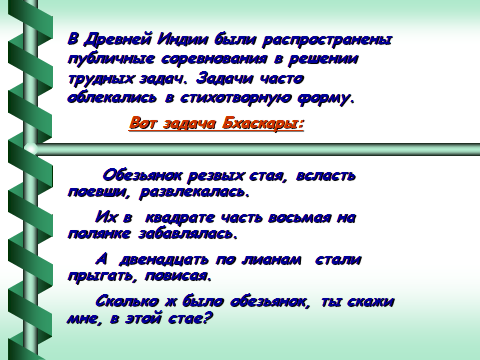 В Древней Индии были распространены
публичные соревнования в решении
трудных задач. Задачи часто
облекались в стихотворную форму.
Вот задача Бхаскары:
Обезьянок резвых стая, всласть
поевши, развлекалась.
Их в квадрате часть восьмая на
полянке забавлялась.
А двенадцать по лианам стали
прыгать, повисая.
Сколько ж было обезьянок, ты скажи
мне, в этой стае?